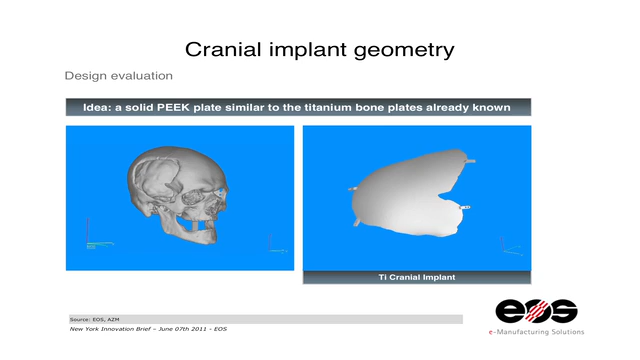 Cranial implant geometry
Design evaluation
Idea: a solid PEEK plate similar to the titanium bone plates already known
Ti Cranial Implant
Source: EOS, AZM
New York Innovation Brief – June 07th 2011 - EOS
eos
e-Manufacturing Solutions